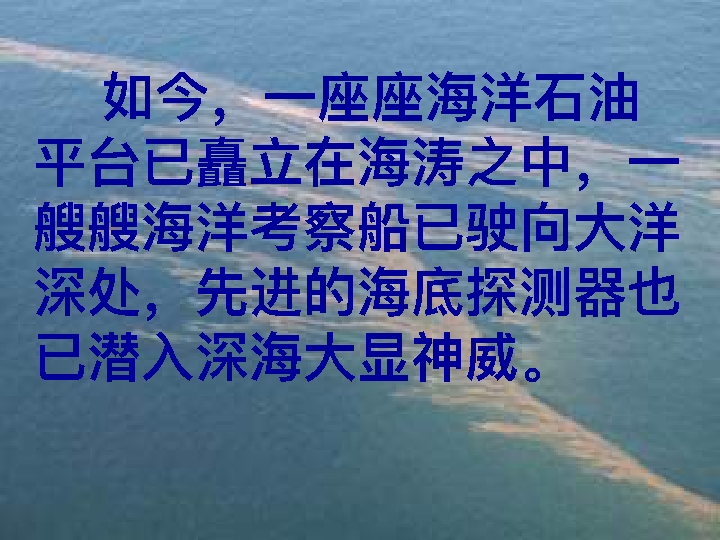 如今，一座座海洋石油
平台已矗立在海涛之中，一
艘艘海洋考察船已驶向大洋
深处，先进的海底探测器也
已潜入深海大显神威。